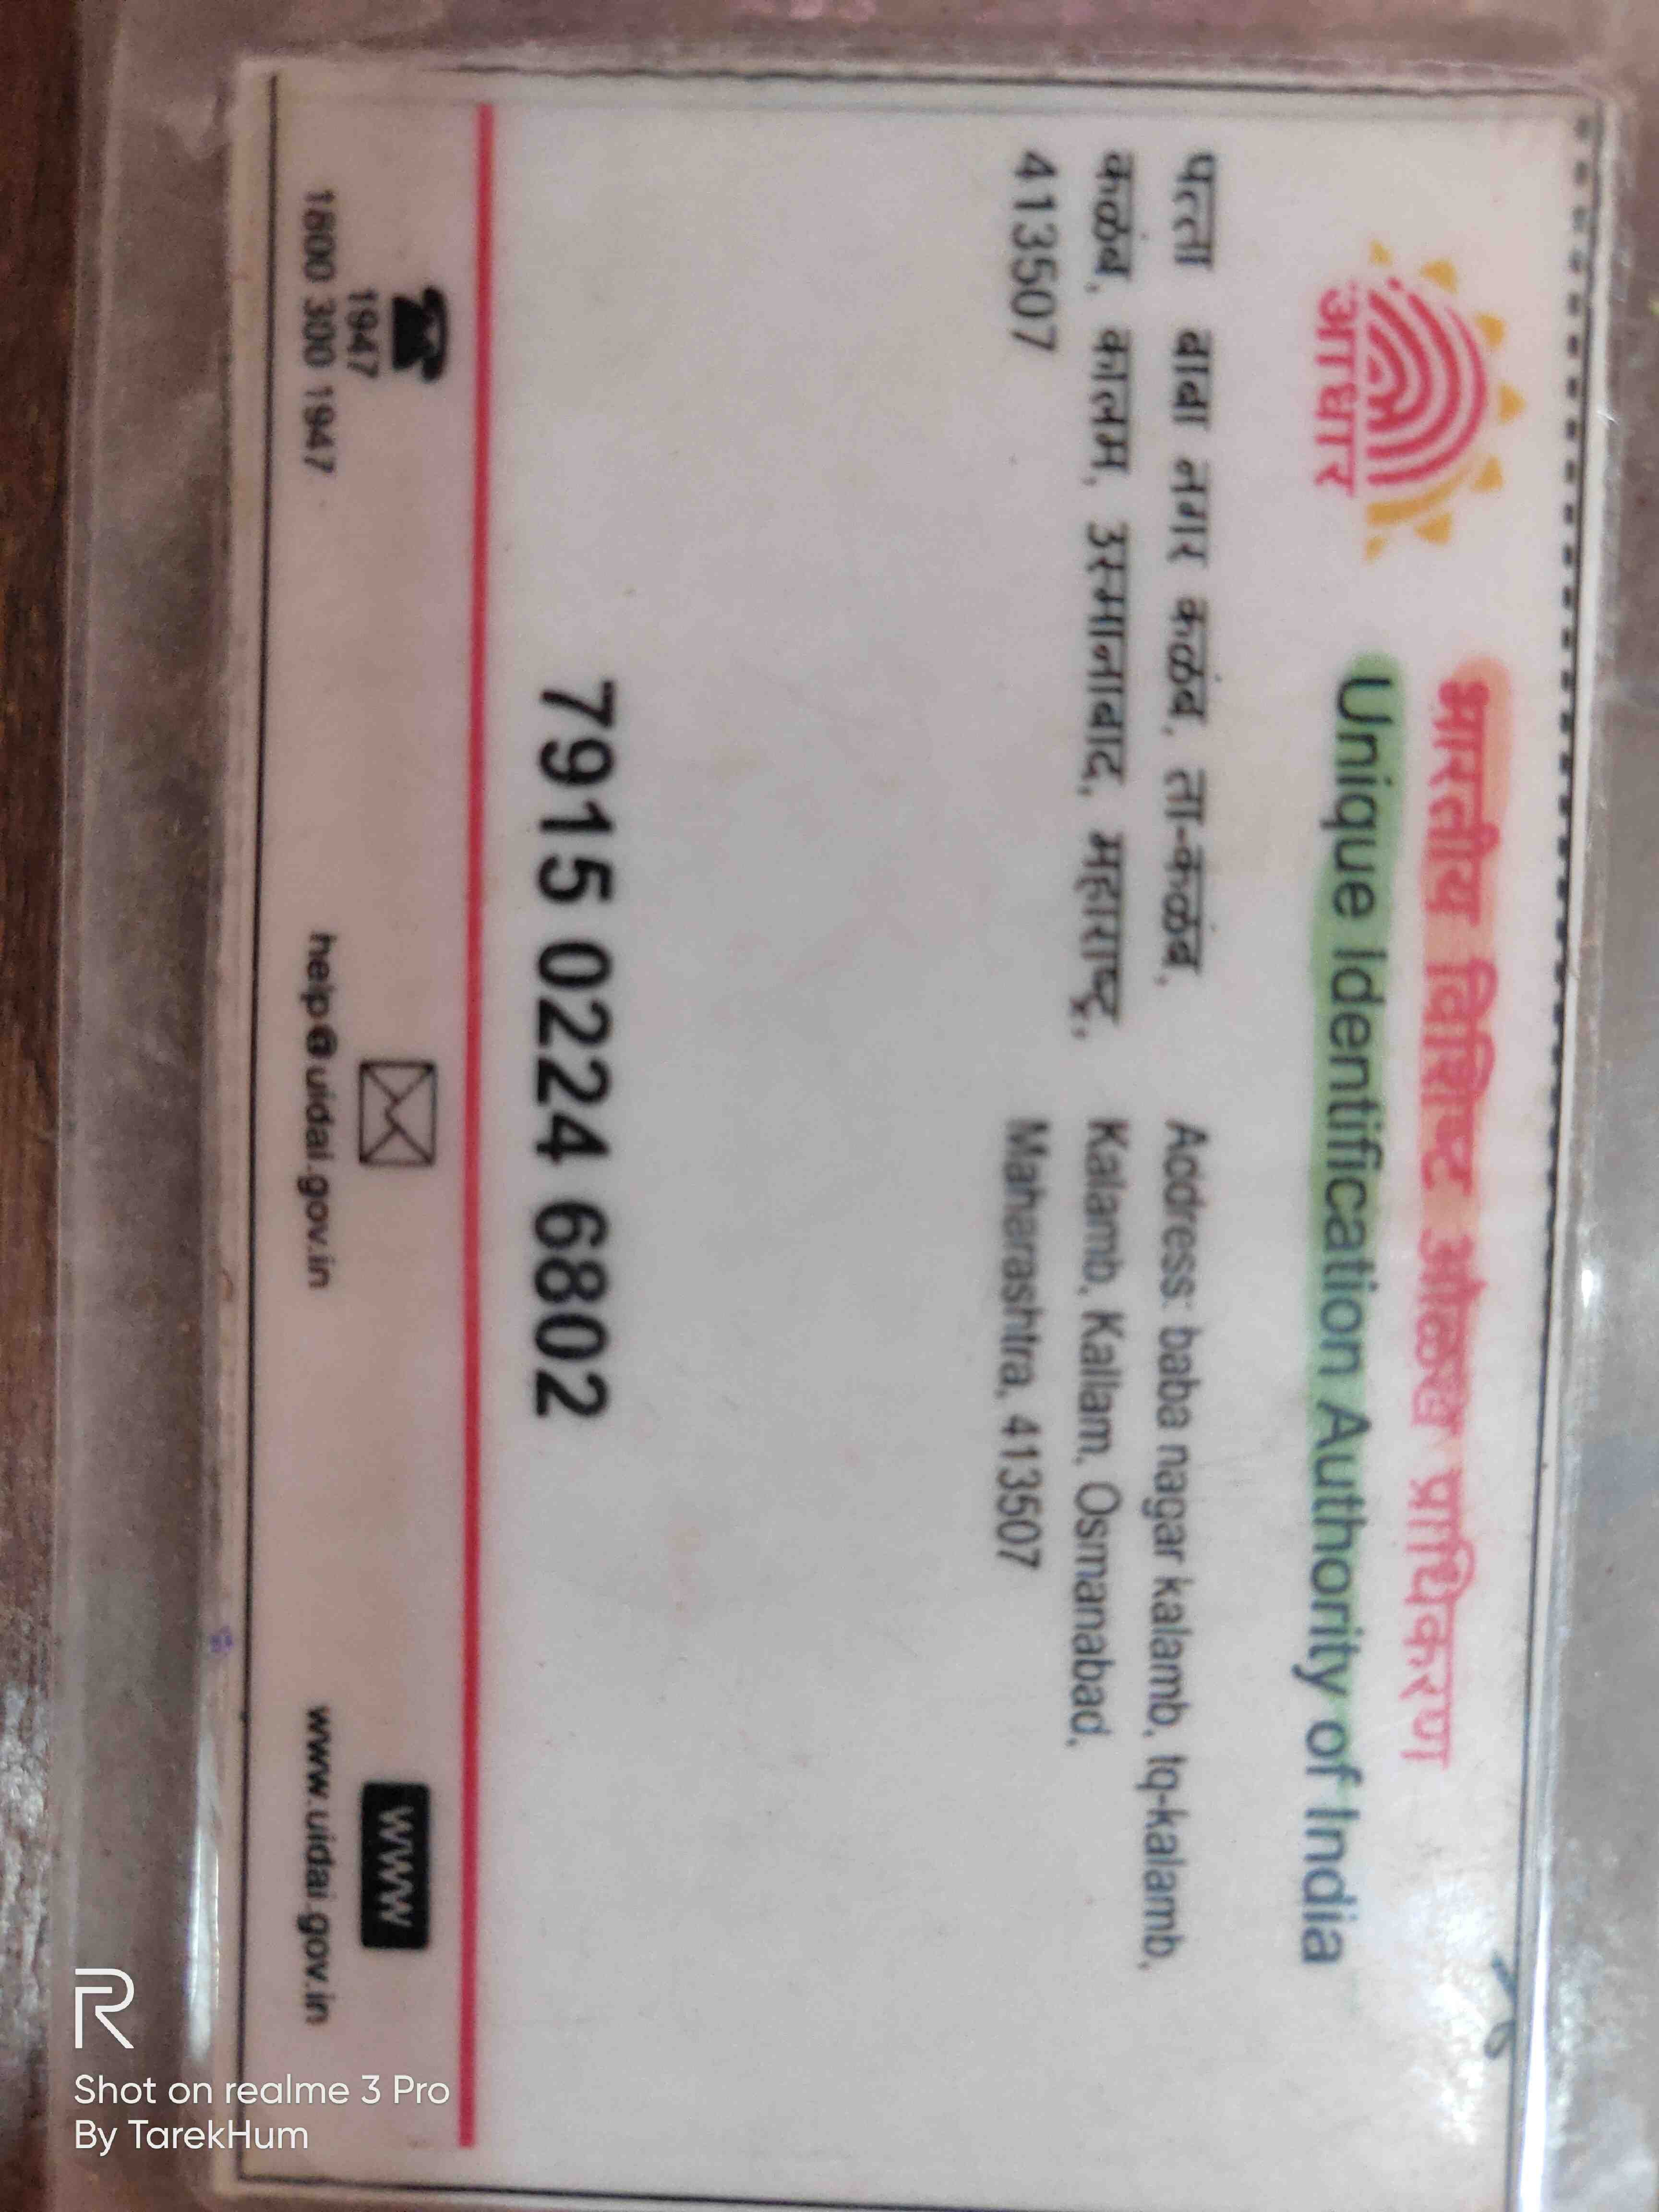 आधार
भारतीय विशिष्ट ओळख प्राधिकरण
Unique Identification Authority of India
पत्ता बाबा नगर कळंब, ता-कळंब,
कळंब, कालम, उस्मानाबाद, महाराष्ट्र,
413507
Address: baba nagar kalamb, tq-kalamb,
Kalamb, Kallam, Osmanabad,
Maharashtra, 413507
7915 0224 6802
1947
1800 300 1947
help@uidai.gov.in
www
www.uidai.gov.in
R
Shot on realme 3 Pro
By TarekHum